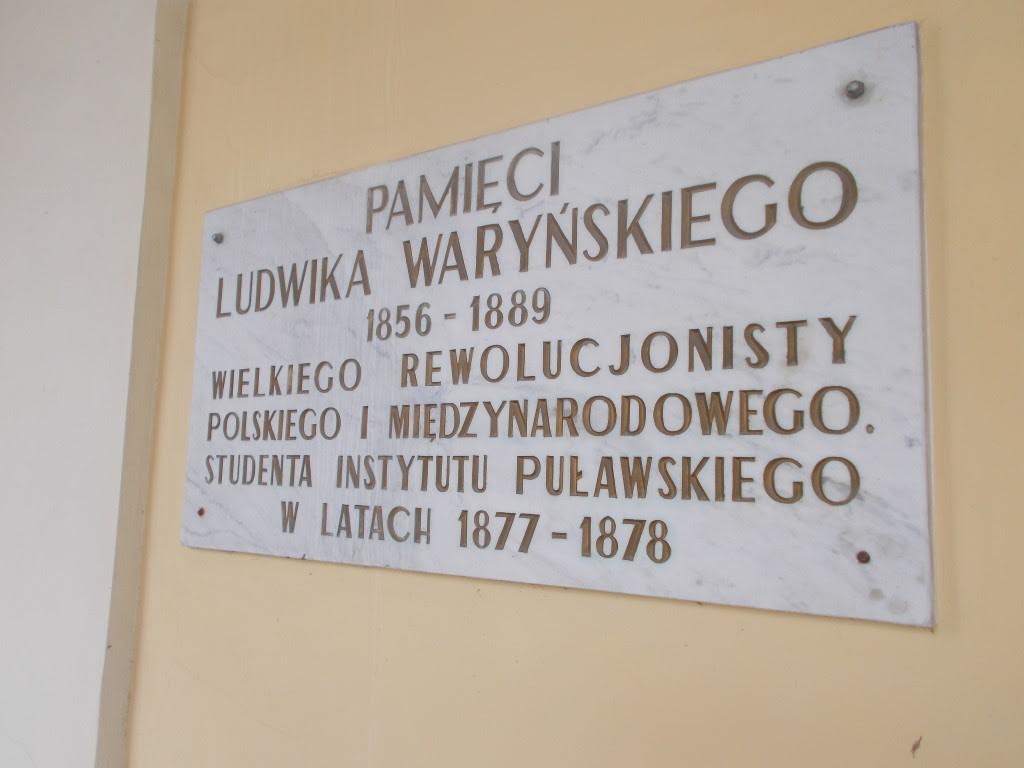 PAMIĘCI
LUDWIKA WARYŃSKIEGO
1856 - 1889
WIELKIEGO REWOLUCJONISTY
POLSKIEGO I MIĘDZYNARODOWEGO.
STUDENTA INSTYTUTU PUŁAWSKIEGO
W LATACH 1877 - 1878